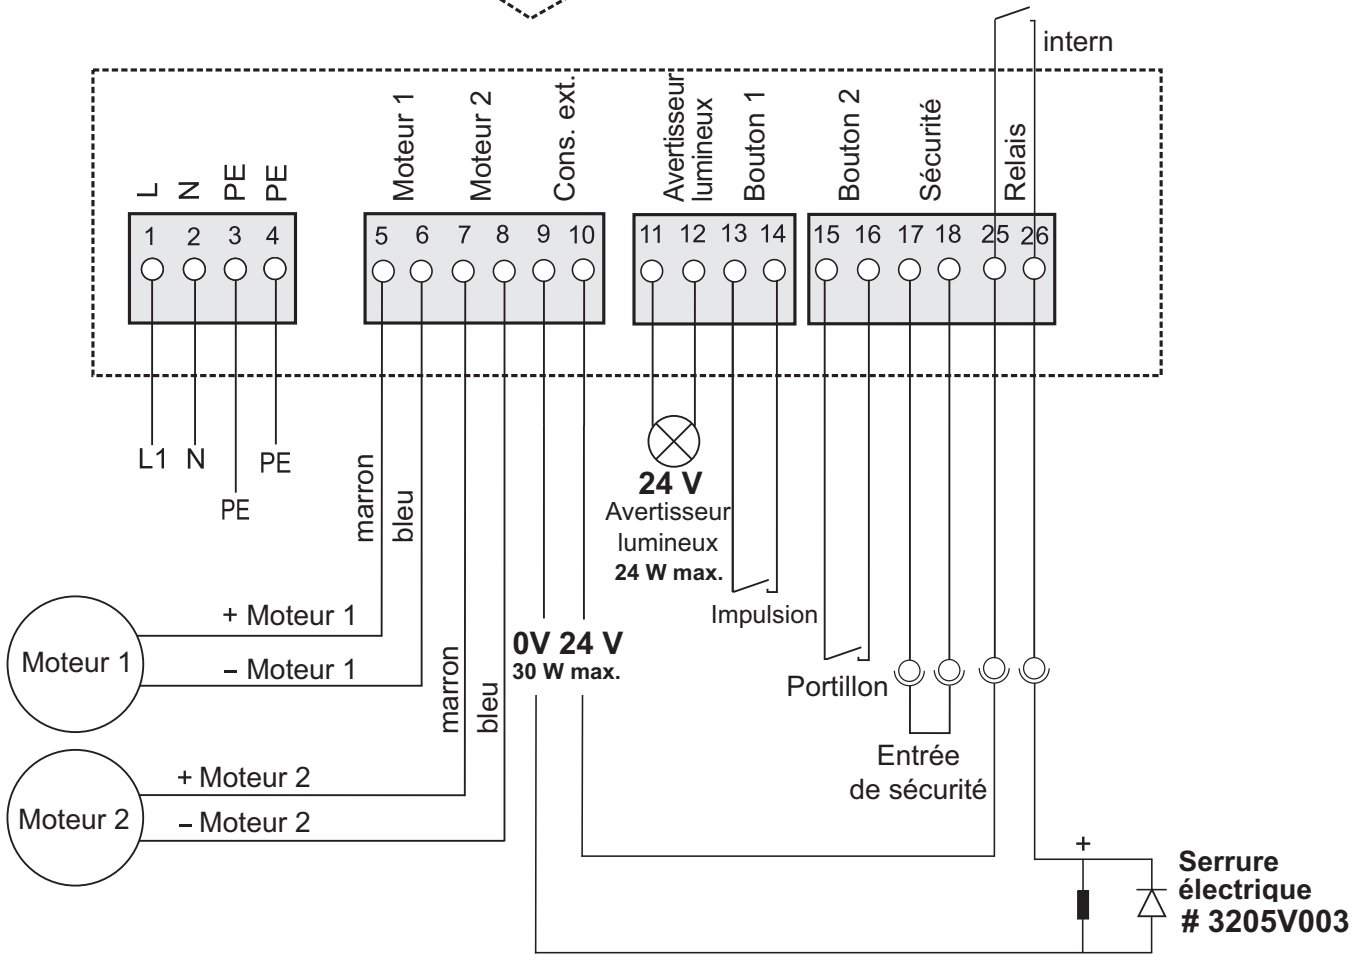 intern
L
N
PE
PE
Moteur 1
Moteur 2
Cons. ext.
Avertisseur
lumineux
Bouton 1
Bouton 2
Sécurité
Relais
1 2 3 4
5 6 7 8 9 10
11 12 13 14
15 16 17 18 25 26
L1 N PE
PE
marron
bleu
24 V
Avertisseur
lumineux
24 W max.
Impulsion
+ Moteur 1
Moteur 1
– Moteur 1
marron
bleu
0V 24 V
30 W max.
Portillon
Entrée
de sécurité
+ Moteur 2
Moteur 2
– Moteur 2
+
Serrure
électrique
# 3205V003